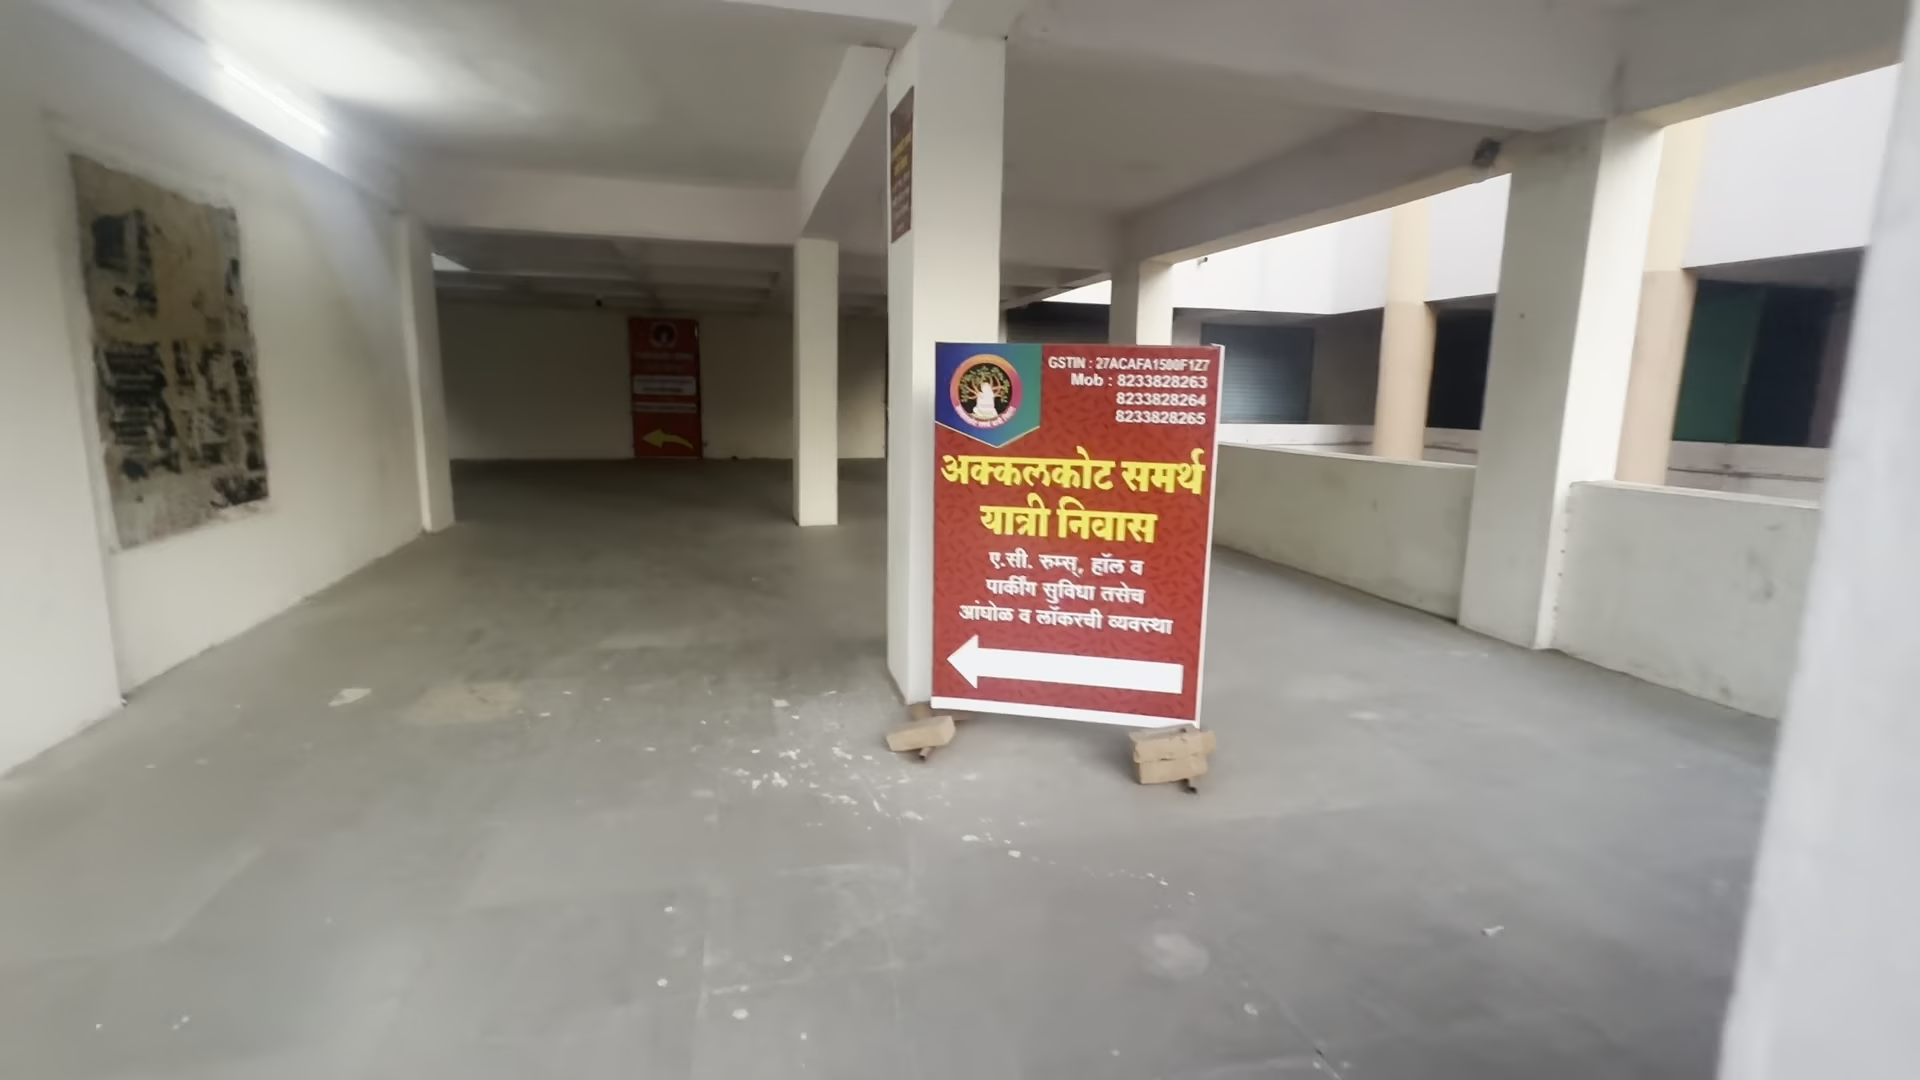 GSTIN : 27ACAFA1500F1Z7
Mob : 8233828263
8233828264
8233828265
अक्कलकोट समर्थ
यात्री निवास
ए.सी. रुम्स्, हॉल व
पार्कींग सुविधा तसेच
आंघोळ व लॉकरची व्यवस्था